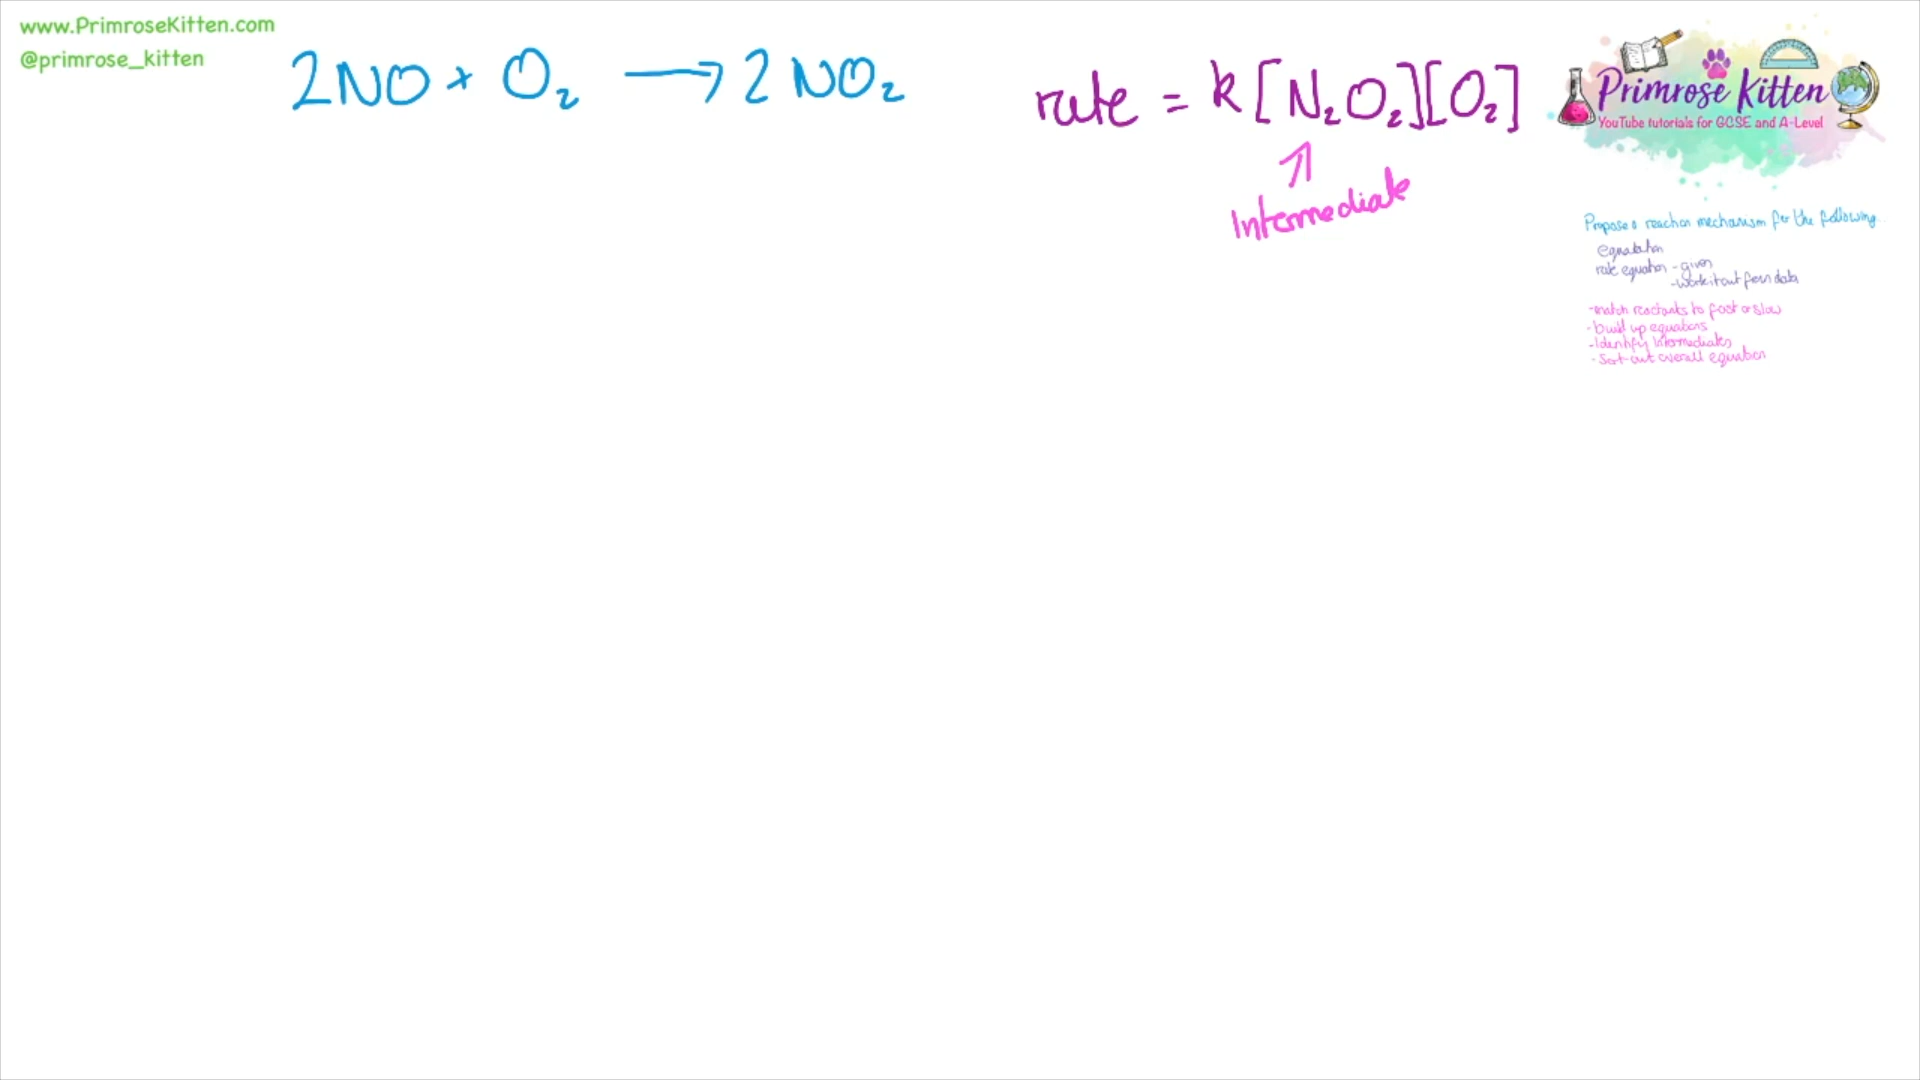 www.PrimroseKitten.com
@primrose_kitten
2NO + O₂ → 2NO₂
rate = k[N₂O₂][O₂]
Intermediate
Primrose Kitten
YouTube tutorials for GCSE and A-Level
Propose a reaction mechanism for the following..
equation
rate equation - given
- work it out from data
- match reactants to fast or slow
- build up equations
- Identify Intermediates
- Sort out overall equation